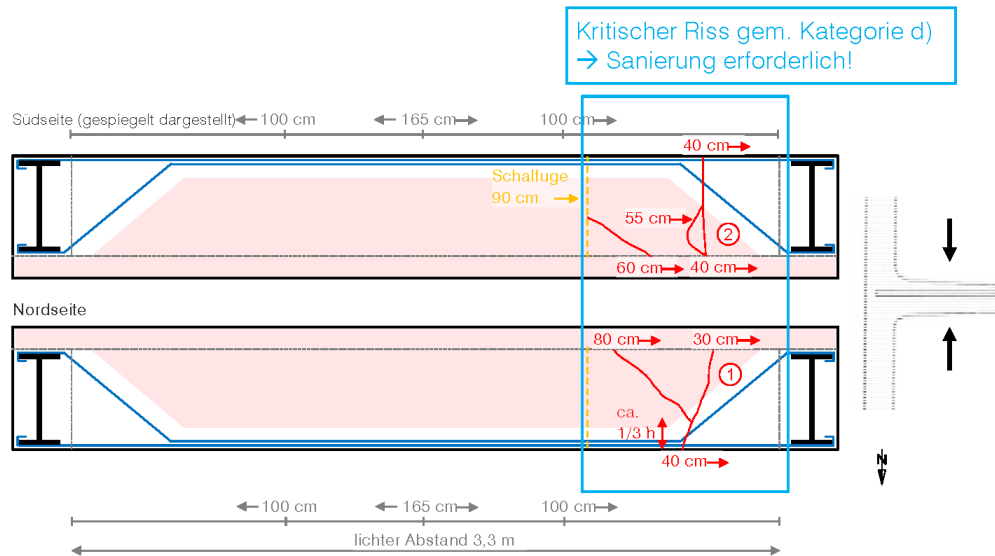 Kritischer Riss gem. Kategorie d)
→ Sanierung erforderlich!
Südseite (gespiegelt dargestellt)
←100 cm
165 cm→
100 cm
40 cm→
Schalfuge
90 cm →
55 cm→
2
60 cm→
40 cm→
Nordseite
80 cm
30 cm→
1
ca.
1/3 h
40 cm→
N
←100 cm
165 cm→
100 cm
lichter Abstand 3,3 m